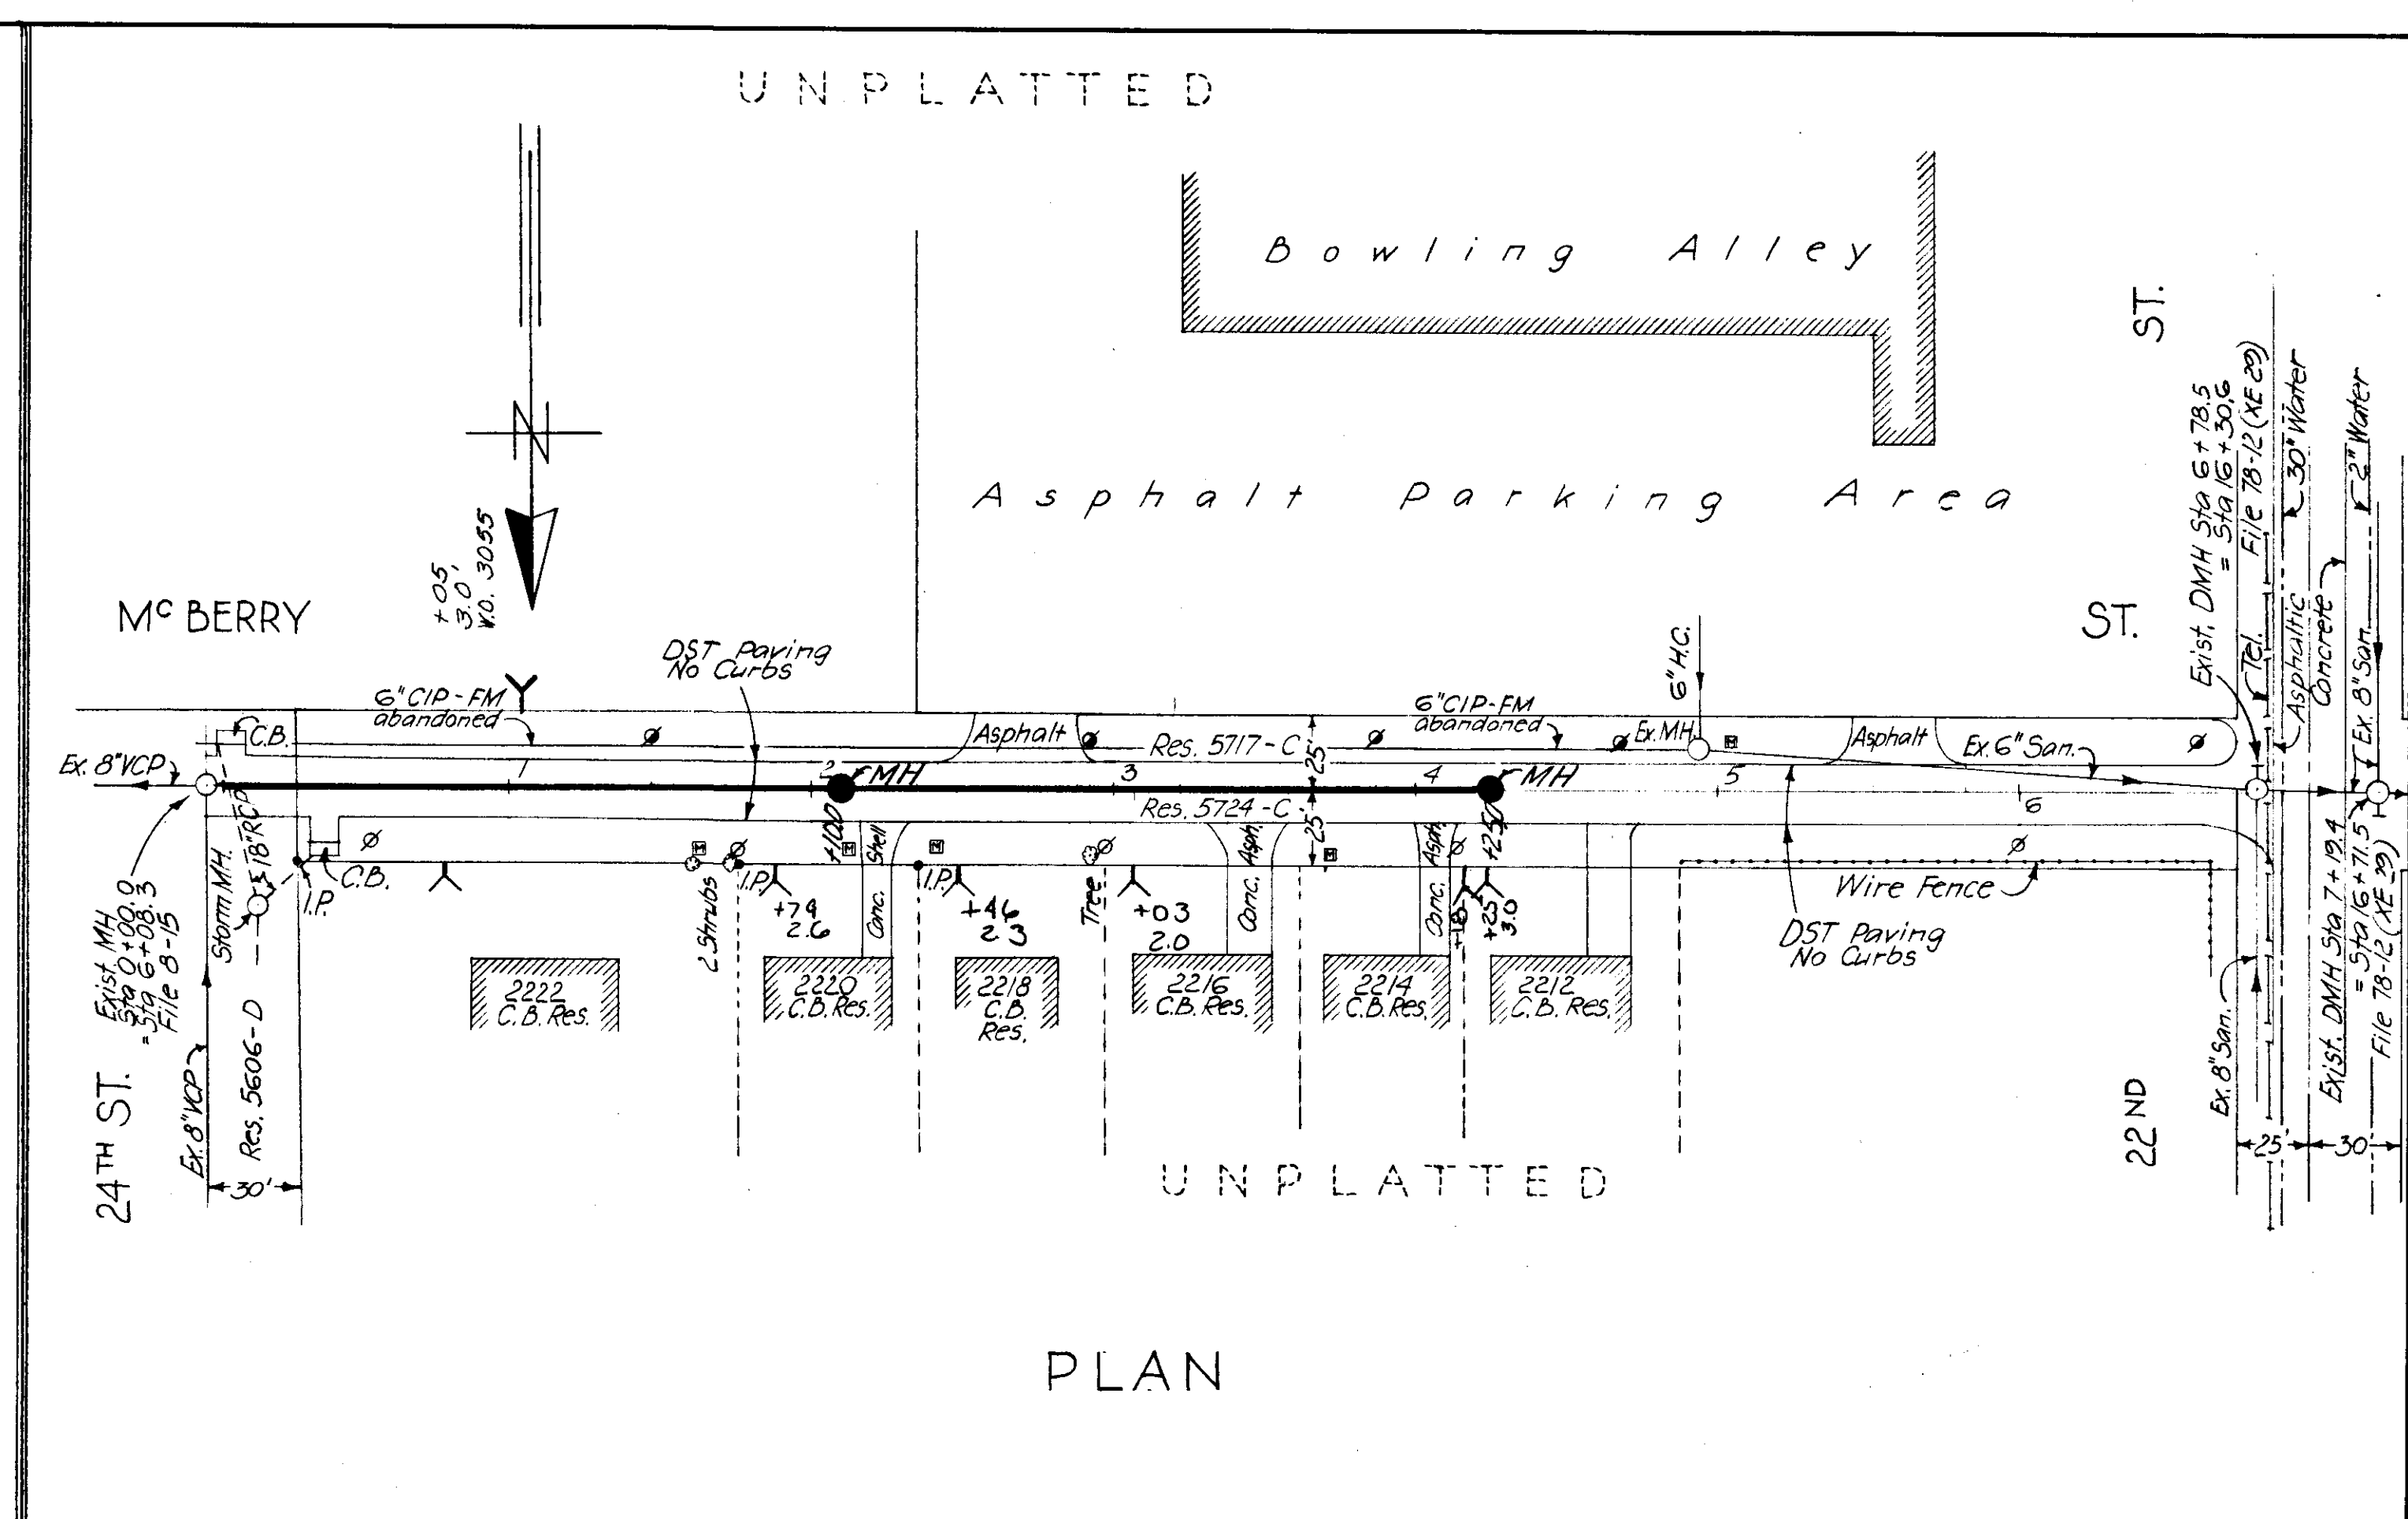 UNPLATTED
Bowling Alley
Asphalt Parking Area
N
+05
3.0'
W.O. 3055
Mc BERRY
ST.
ST.
DST Paving
No Curbs
6" CIP-FM
abandoned
6" CIP-FM
abandoned
6" H.C.
Ex. MH
C.B.
Asphalt
Res. 5717-C
25'
Asphalt
Ex. 6" San.
Ex. 8" VCP
1
2
MH
3
4
MH
5
6
Res. 5724-C
25'
+100
+250
18" RCP
Storm MH.
C.B.
I.P.
Exist. MH
Sta 0+00.0
= Sta 6+08.3
File 8-15
2 Shrubs
I.P.
+79
2.6
Shell
Conc.
I.P.
+46
2.3
Tree
+03
2.0
Asph.
Conc.
Asph.
Conc.
+18
+25
3.0
Wire Fence
DST Paving
No Curbs
2222
C.B. Res.
2220
C.B. Res.
2218
C.B.
Res.
2216
C.B. Res.
2214
C.B. Res.
2212
C.B. Res.
24TH ST.
Ex. 8" VCP
Res. 5606-D
30'
UNPLATTED
22ND
Exist. DMH Sta 6+78.5
= Sta 16+30.6
File 78-12 (XE 29)
Tel.
30" Water
Asphaltic
Concrete
2" Water
Ex. 8" San.
Ex. 8" San.
Exist. DMH Sta 7+19.4
= Sta 16+71.5
File 78-12 (XE 29)
25'
30'
PLAN